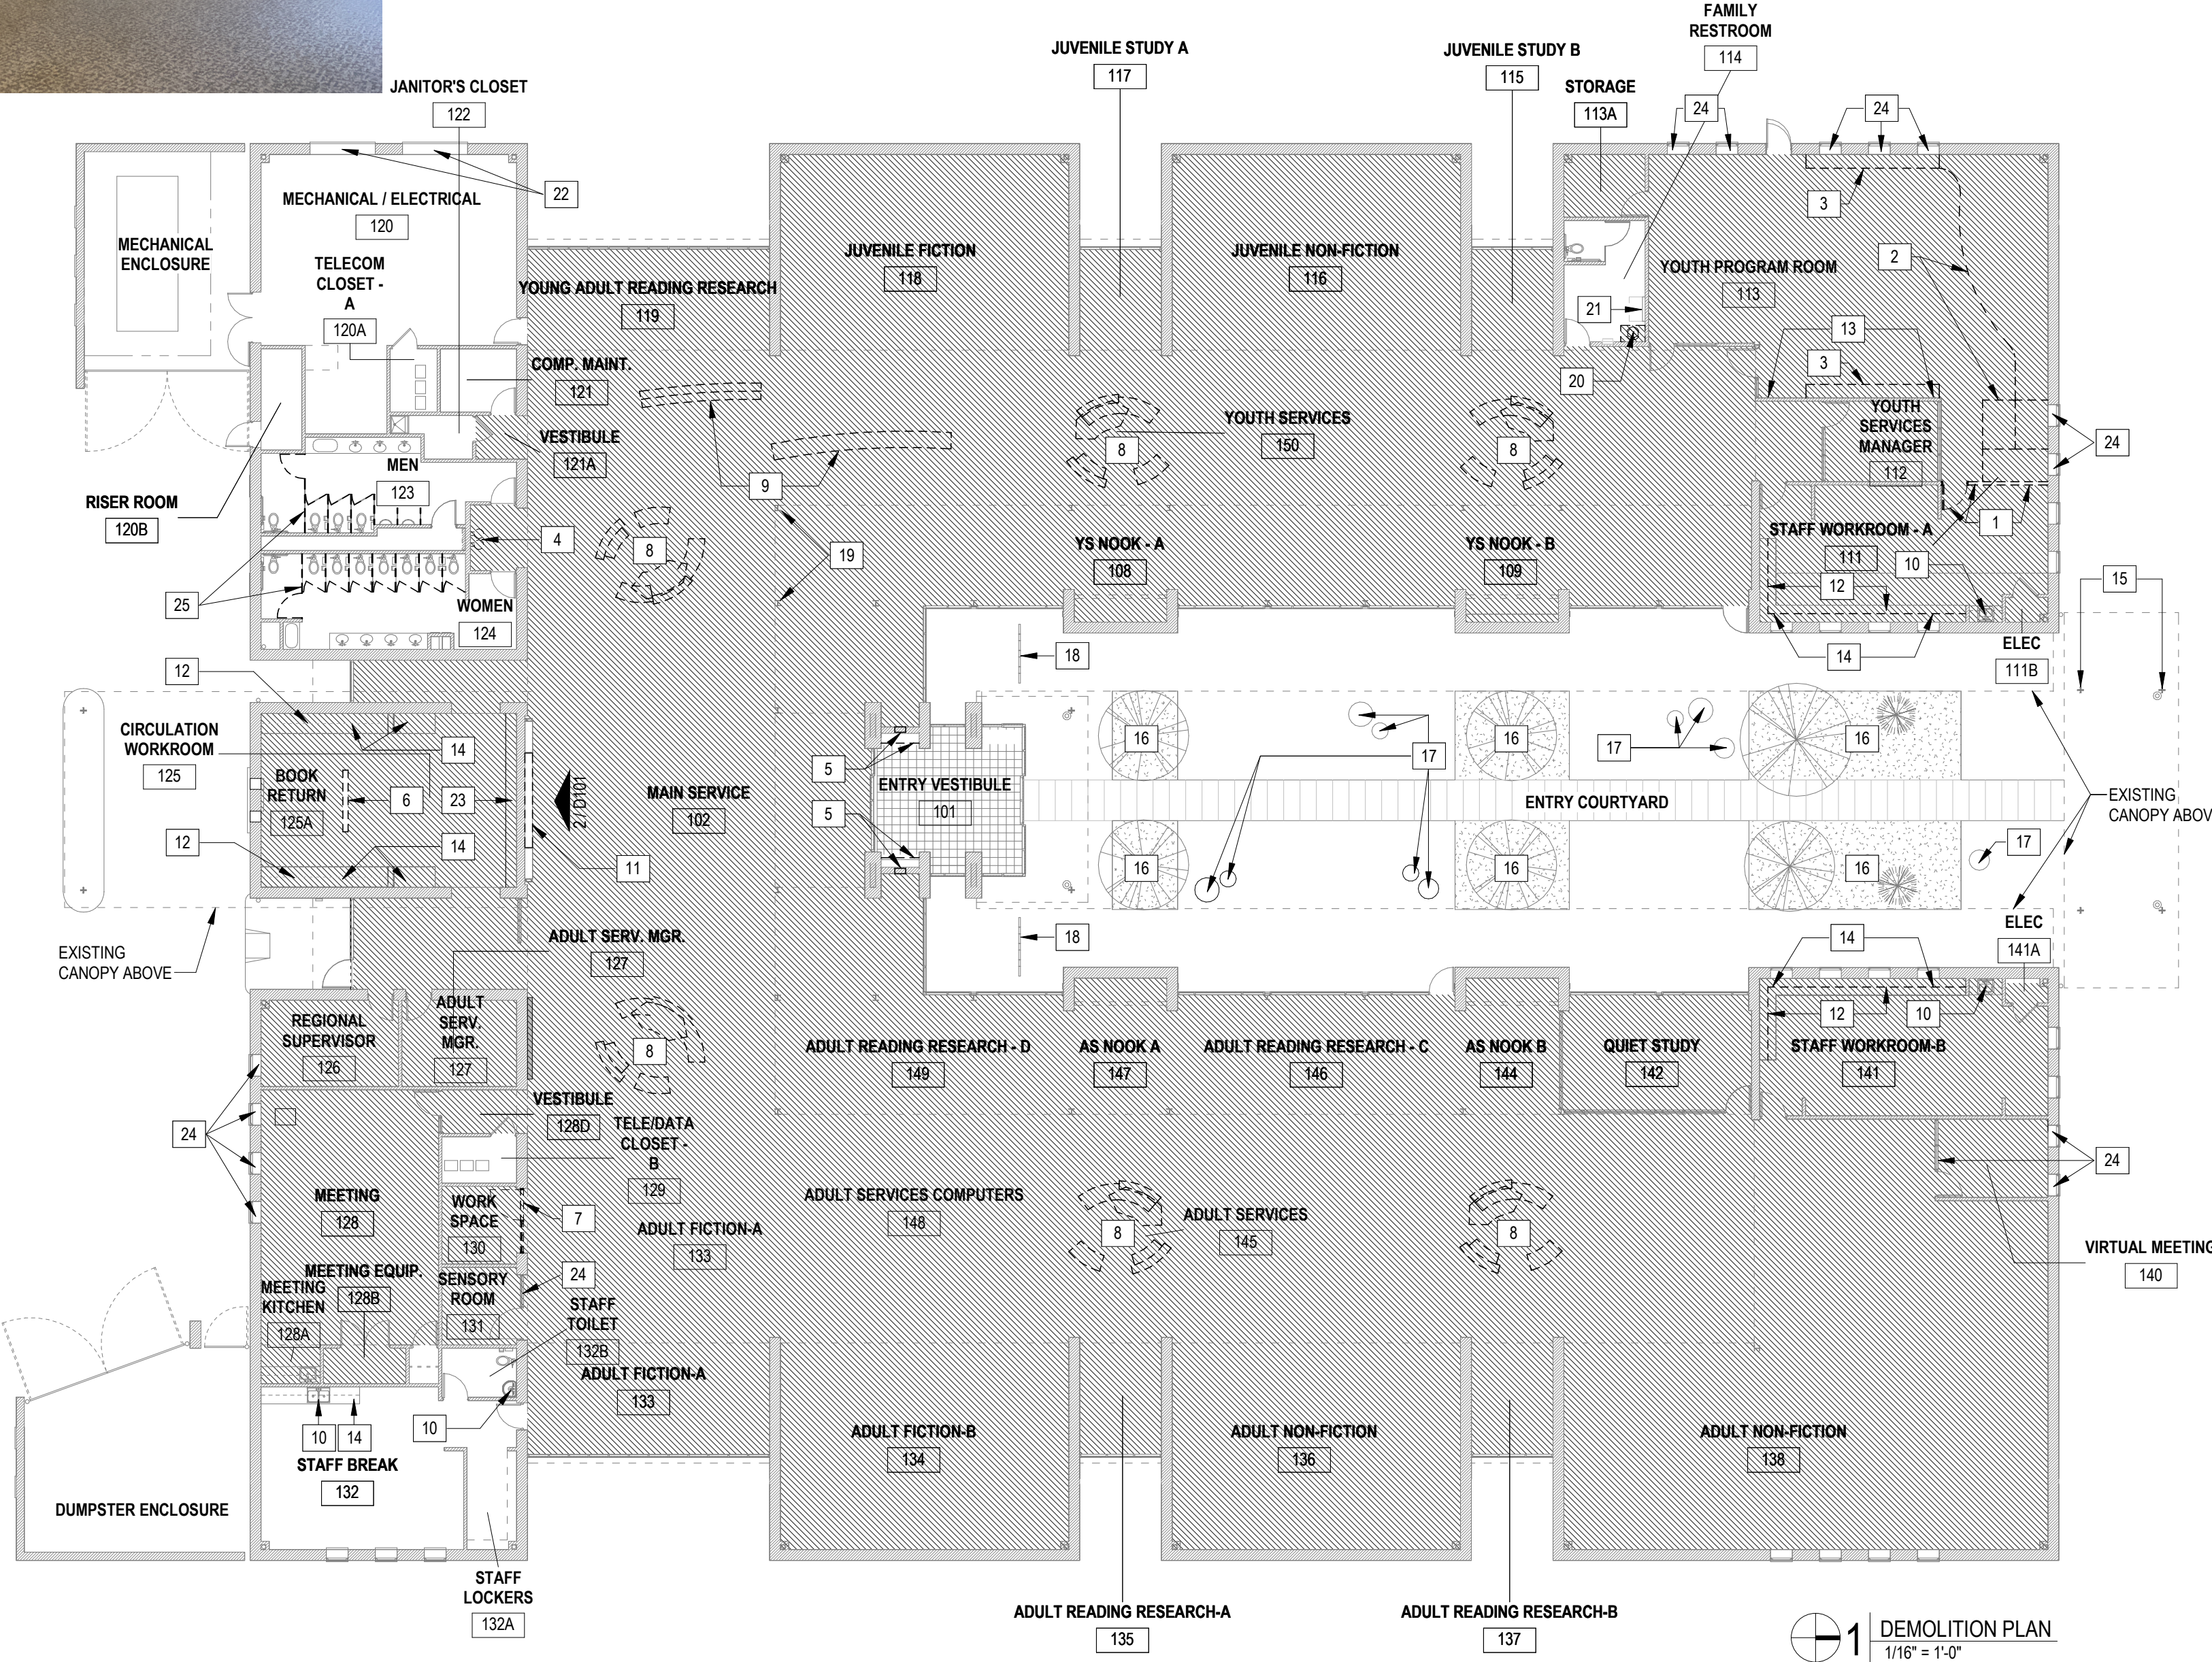 FAMILY
RESTROOM
114
JUVENILE STUDY A
117
JUVENILE STUDY B
115
STORAGE
113A
JANITOR'S CLOSET
122
24
24
22
MECHANICAL / ELECTRICAL
120
MECHANICAL
ENCLOSURE
TELECOM
CLOSET -
A
120A
YOUNG ADULT READING RESEARCH
119
JUVENILE FICTION
118
JUVENILE NON-FICTION
116
YOUTH PROGRAM ROOM
113
3
2
21
13
20
3
COMP. MAINT.
121
VESTIBULE
121A
YOUTH SERVICES
150
8
8
YOUTH
SERVICES
MANAGER
112
24
MEN
123
RISER ROOM
120B
9
4
8
19
1
STAFF WORKROOM - A
111
10
12
15
YS NOOK - A
108
YS NOOK - B
109
25
WOMEN
124
18
14
ELEC
111B
12
CIRCULATION
WORKROOM
125
14
BOOK
RETURN
125A
6
23
2 / D101
MAIN SERVICE
102
5
5
ENTRY VESTIBULE
101
16
16
16
17
17
ENTRY COURTYARD
EXISTING
CANOPY ABOV
12
14
11
16
16
16
17
EXISTING
CANOPY ABOVE
ADULT SERV. MGR.
127
18
14
ELEC
141A
REGIONAL
SUPERVISOR
126
ADULT
SERV.
MGR.
127
8
ADULT READING RESEARCH - D
149
AS NOOK A
147
ADULT READING RESEARCH - C
146
AS NOOK B
144
QUIET STUDY
142
12
10
STAFF WORKROOM-B
141
24
VESTIBULE
128D
TELE/DATA
CLOSET -
B
129
24
MEETING
128
WORK
SPACE
130
7
ADULT FICTION-A
133
ADULT SERVICES COMPUTERS
148
8
ADULT SERVICES
145
8
VIRTUAL MEETING
140
MEETING EQUIP.
128B
MEETING
KITCHEN
128A
SENSORY
ROOM
131
24
STAFF
TOILET
132B
ADULT FICTION-A
133
10
14
10
STAFF BREAK
132
ADULT FICTION-B
134
ADULT NON-FICTION
136
ADULT NON-FICTION
138
DUMPSTER ENCLOSURE
STAFF
LOCKERS
132A
ADULT READING RESEARCH-A
135
ADULT READING RESEARCH-B
137
1
DEMOLITION PLAN
1/16" = 1'-0"